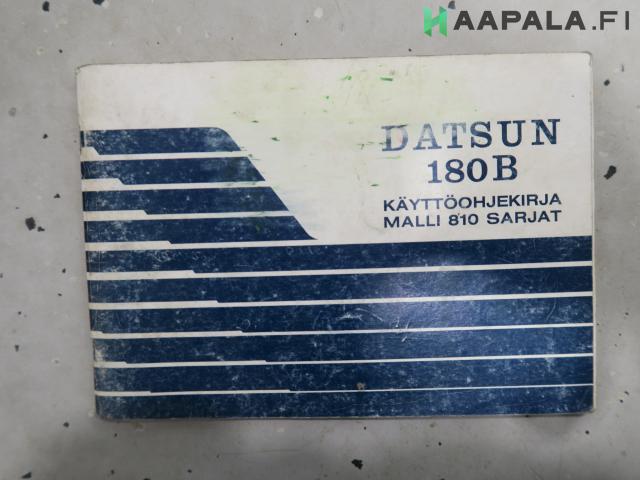 HAAPALA.FI
DATSUN
180B
KÄYTTÖOHJEKIRJA
MALLI 810 SARJAT